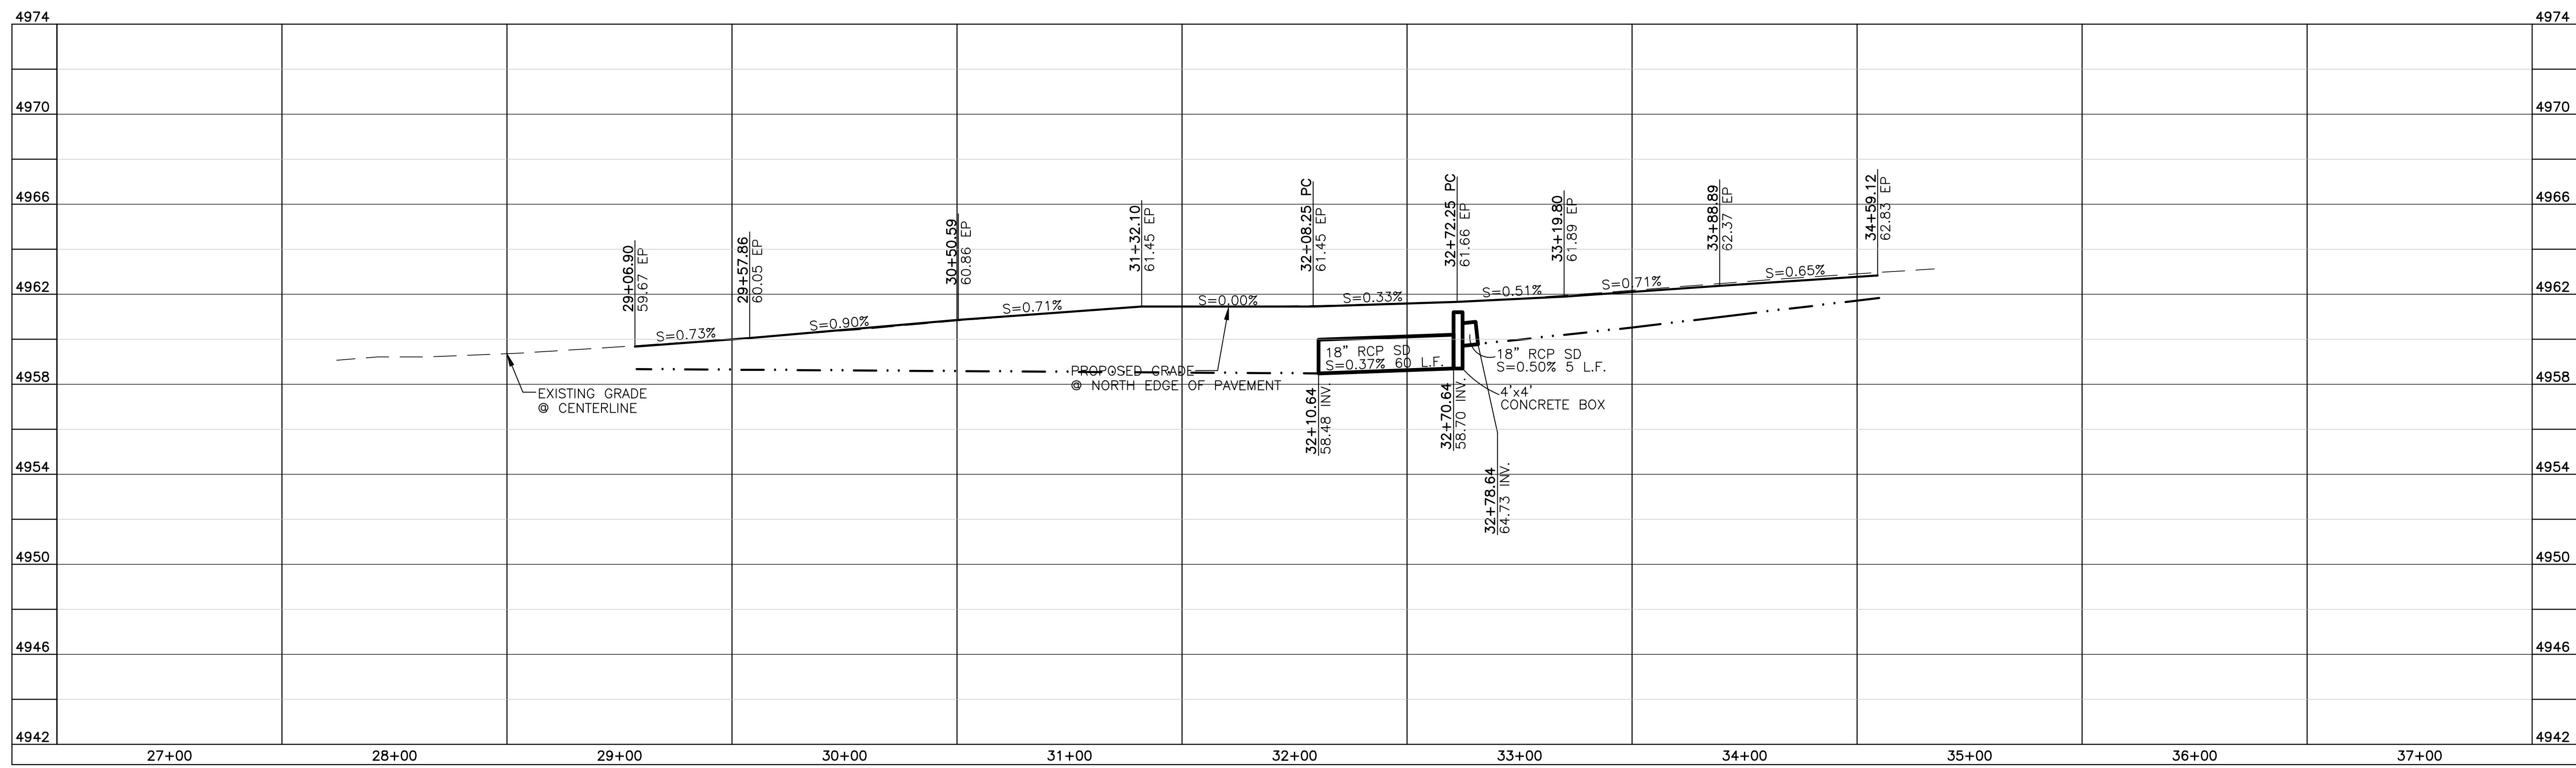 4974
4974
4970
4970
4966
4966
4962
4962
4958
4958
4954
4954
4950
4950
4946
4946
4942
4942
29+06.90
59.67 EP
29+57.86
60.05 EP
30+50.59
60.86 EP
31+32.10
61.45 EP
32+08.25 PC
61.45 EP
32+72.25 PC
61.66 EP
33+19.80
61.89 EP
33+88.89
62.37 EP
34+59.12
62.83 EP
S=0.73%
S=0.90%
S=0.71%
S=0.00%
S=0.33%
S=0.51%
S=0.71%
S=0.65%
EXISTING GRADE
@ CENTERLINE
PROPOSED GRADE
@ NORTH EDGE OF PAVEMENT
18" RCP SD
S=0.37% 60 L.F.
18" RCP SD
S=0.50% 5 L.F.
4'x4'
CONCRETE BOX
32+10.64
58.48 INV.
32+70.64
58.70 INV.
32+78.64
64.73 INV.
27+00
28+00
29+00
30+00
31+00
32+00
33+00
34+00
35+00
36+00
37+00